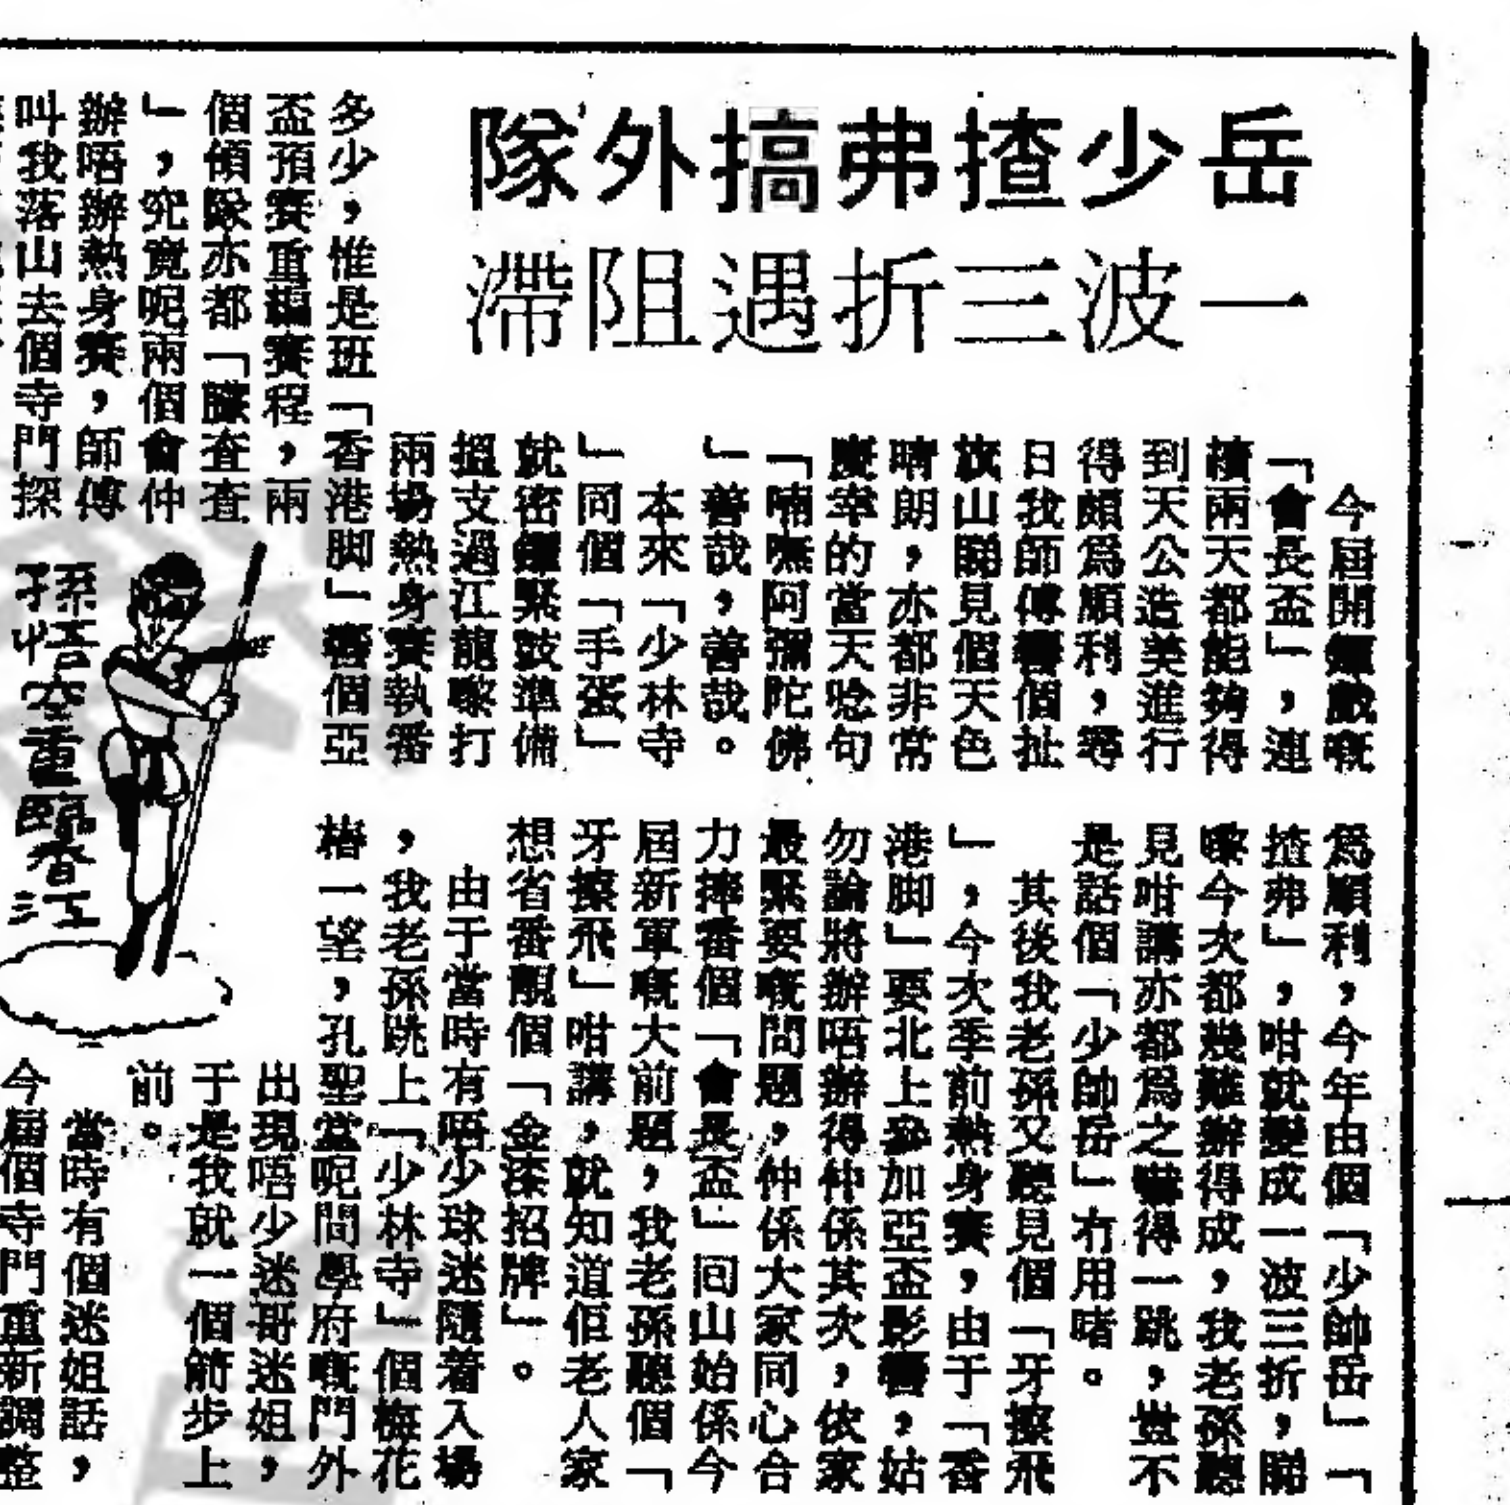 岳少揸弗搞外隊
一波三折遇阻滯
今屆開鑼戲嘅
「會長盃」，連
續兩天都能夠得
到天公造美進行
得頗爲順利，尋
日我師傅響個扯
旗山睇見個天色
晴朗，亦都非常
慶幸的當天唸句
「喃嘸阿彌陀佛
」善哉，善哉。
本來「少林寺
」同個「手蛋」
就密鑼緊鼓準備
搵支過江龍嚟打
兩場熱身賽執番
多少，惟是班「香港脚」響個亞
盃預賽重編賽程，兩
個傾隊亦都「朦查查
」，究竟呢兩個會仲
辦唔辦熱身賽，師傅
叫我落山去個寺門探
孫悟空重臨香江
爲順利，今年由個「少帥岳」「
揸弗」，咁就變成一波三折，睇
嚟今次都幾難辦得成，我老孫聽
見咁講亦都爲之嚇得一跳，豈不
是話個「少帥岳」冇用啫。
其後我老孫又聽見個「牙擦飛
」，今次季前熱身賽，由于「香
港脚」要北上參加亞盃影響，姑
勿論將辦唔辦得仲係其次，依家
最緊要嘅問題，仲係大家同心合
力捧番個「會長盃」回山始係今
屆新軍嘅大前題，我老孫聽個「
牙擦飛」咁講，就知道佢老人家
想省番靚個「金漆招牌」。
由于當時有唔少球迷隨着入場
，我老孫跣上「少林寺」個梅花
樁一望，孔聖堂呢間學府嘅門外
出現唔少迷哥迷姐，
于是我就一個箭步上
前。
當時有個迷姐話，
今屆個寺門重新調整